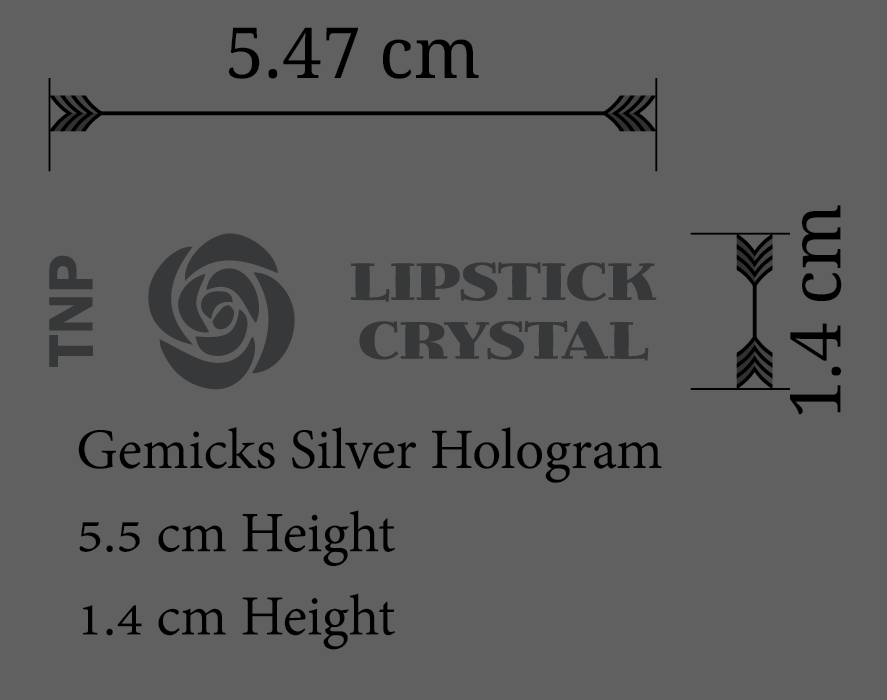 5.47 cm
TNP
LIPSTICK
CRYSTAL
1.4 cm
Gemicks Silver Hologram
5.5 cm Height
1.4 cm Height